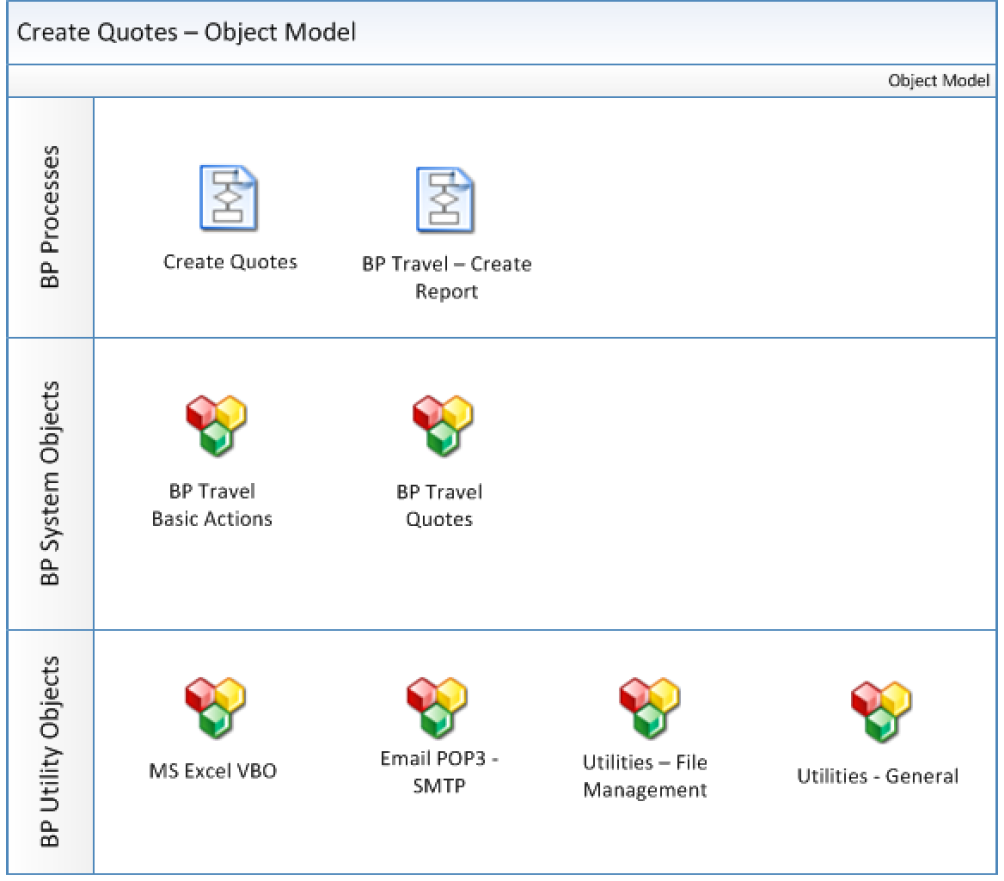 Create Quotes – Object Model
Object Model
BP Processes
Create Quotes
BP Travel – Create
Report
BP System Objects
BP Travel
Basic Actions
BP Travel
Quotes
BP Utility Objects
MS Excel VBO
Email POP3 -
SMTP
Utilities – File
Management
Utilities - General